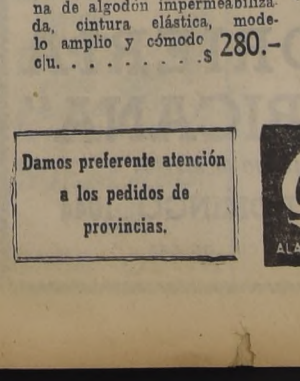 na de algodón impermeabiliza-
da, cintura elástica, mode-
lo amplio y cómodo
c|u. . . . . . . . . . $ 280.-
Damos preferente atención
a los pedidos de
provincias.
ALA